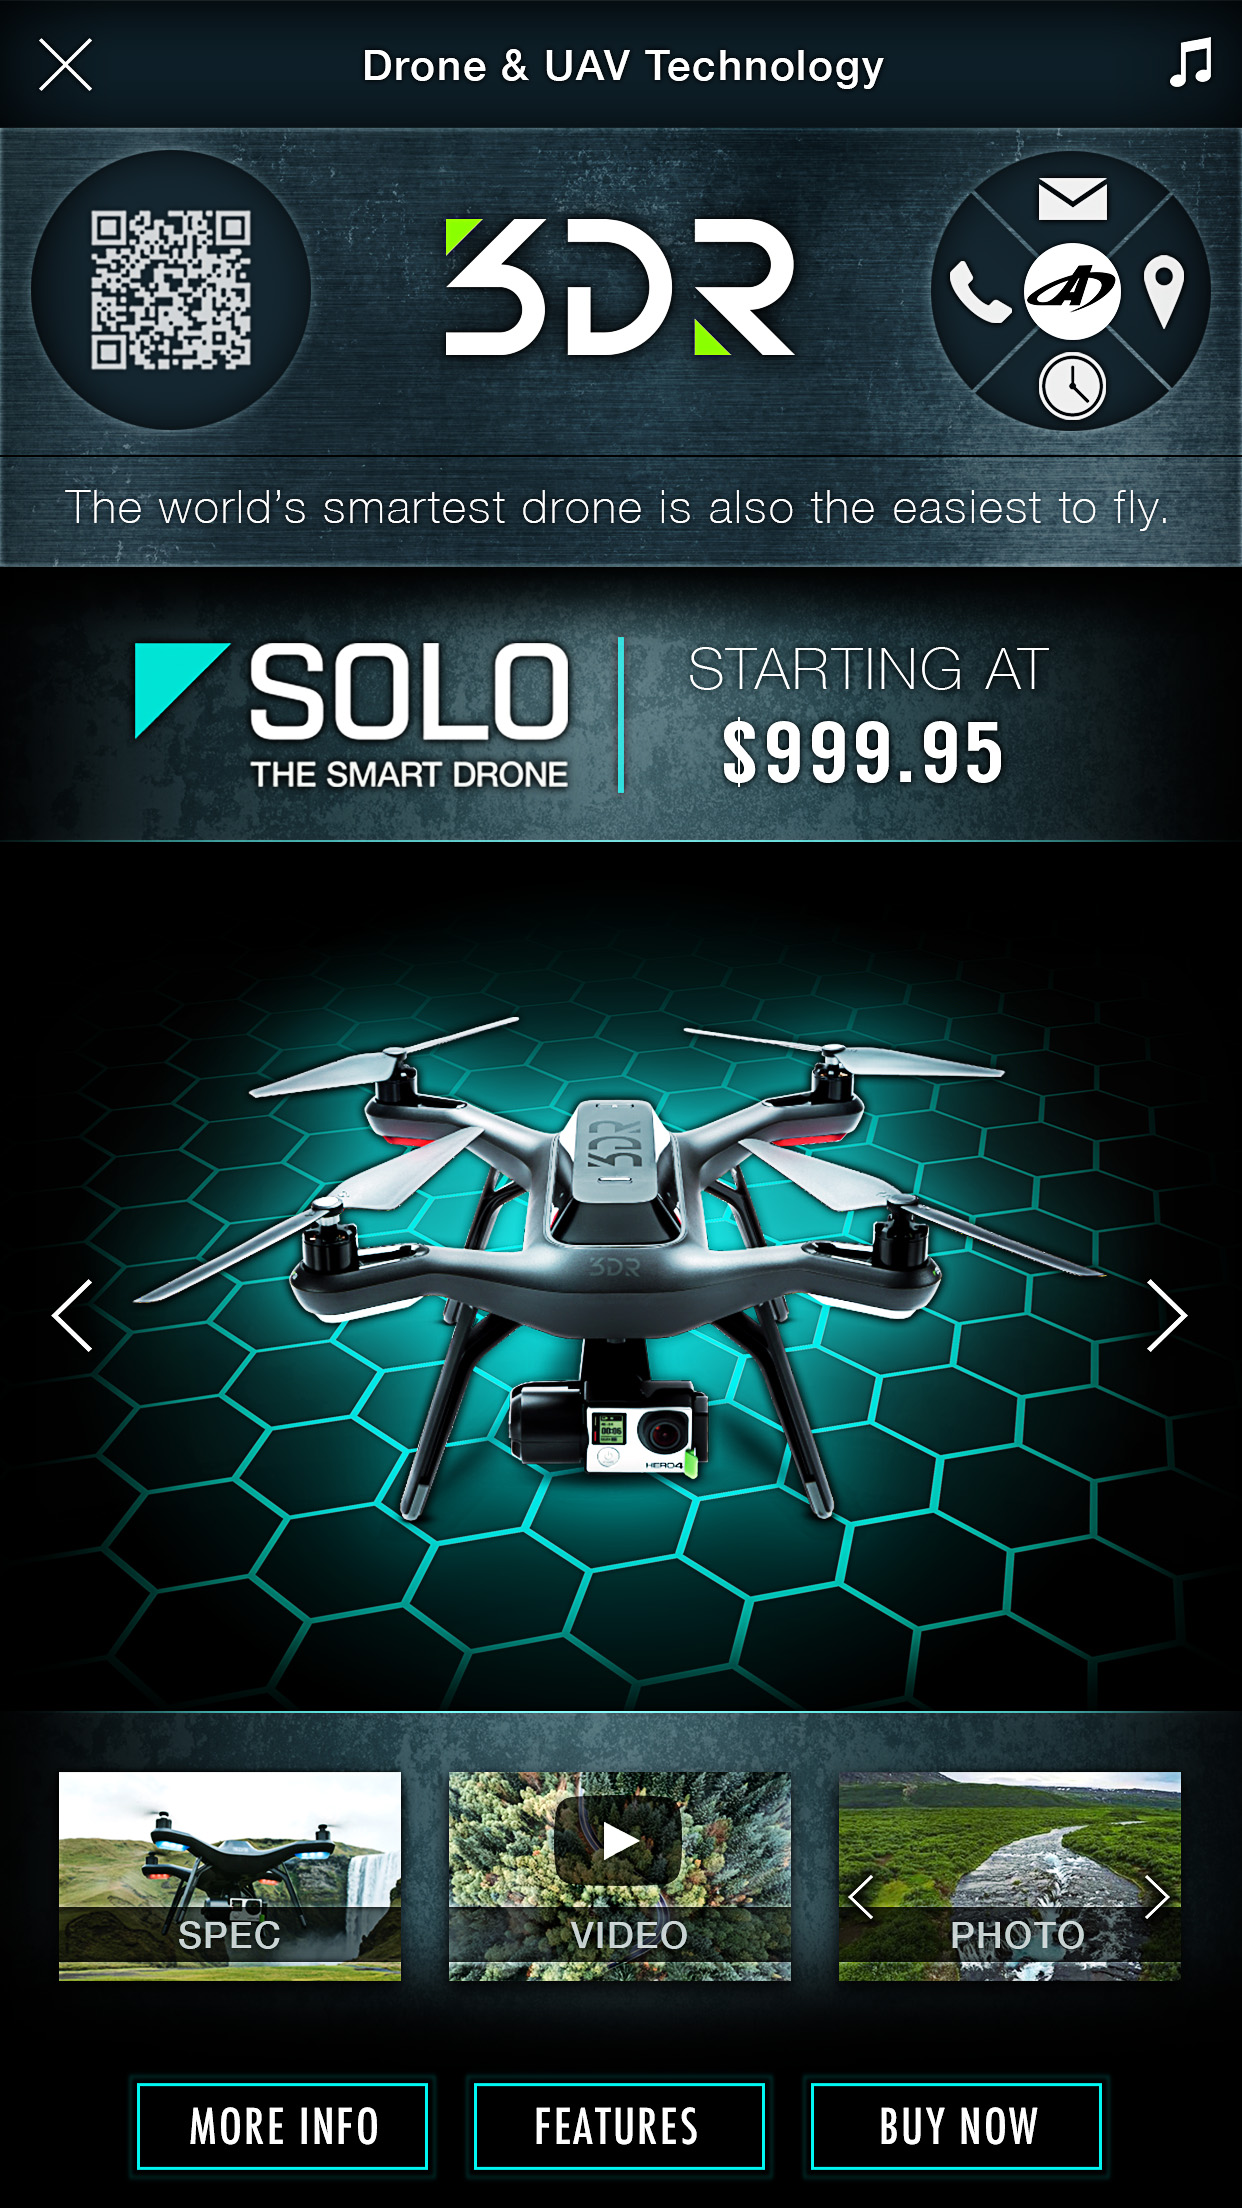 Drone & UAV Technology
3DR
The world's smartest drone is also the easiest to fly.
SOLO
THE SMART DRONE
STARTING AT
$999.95
3DR
3DR
HERO4
SPEC
VIDEO
PHOTO
MORE INFO
FEATURES
BUY NOW